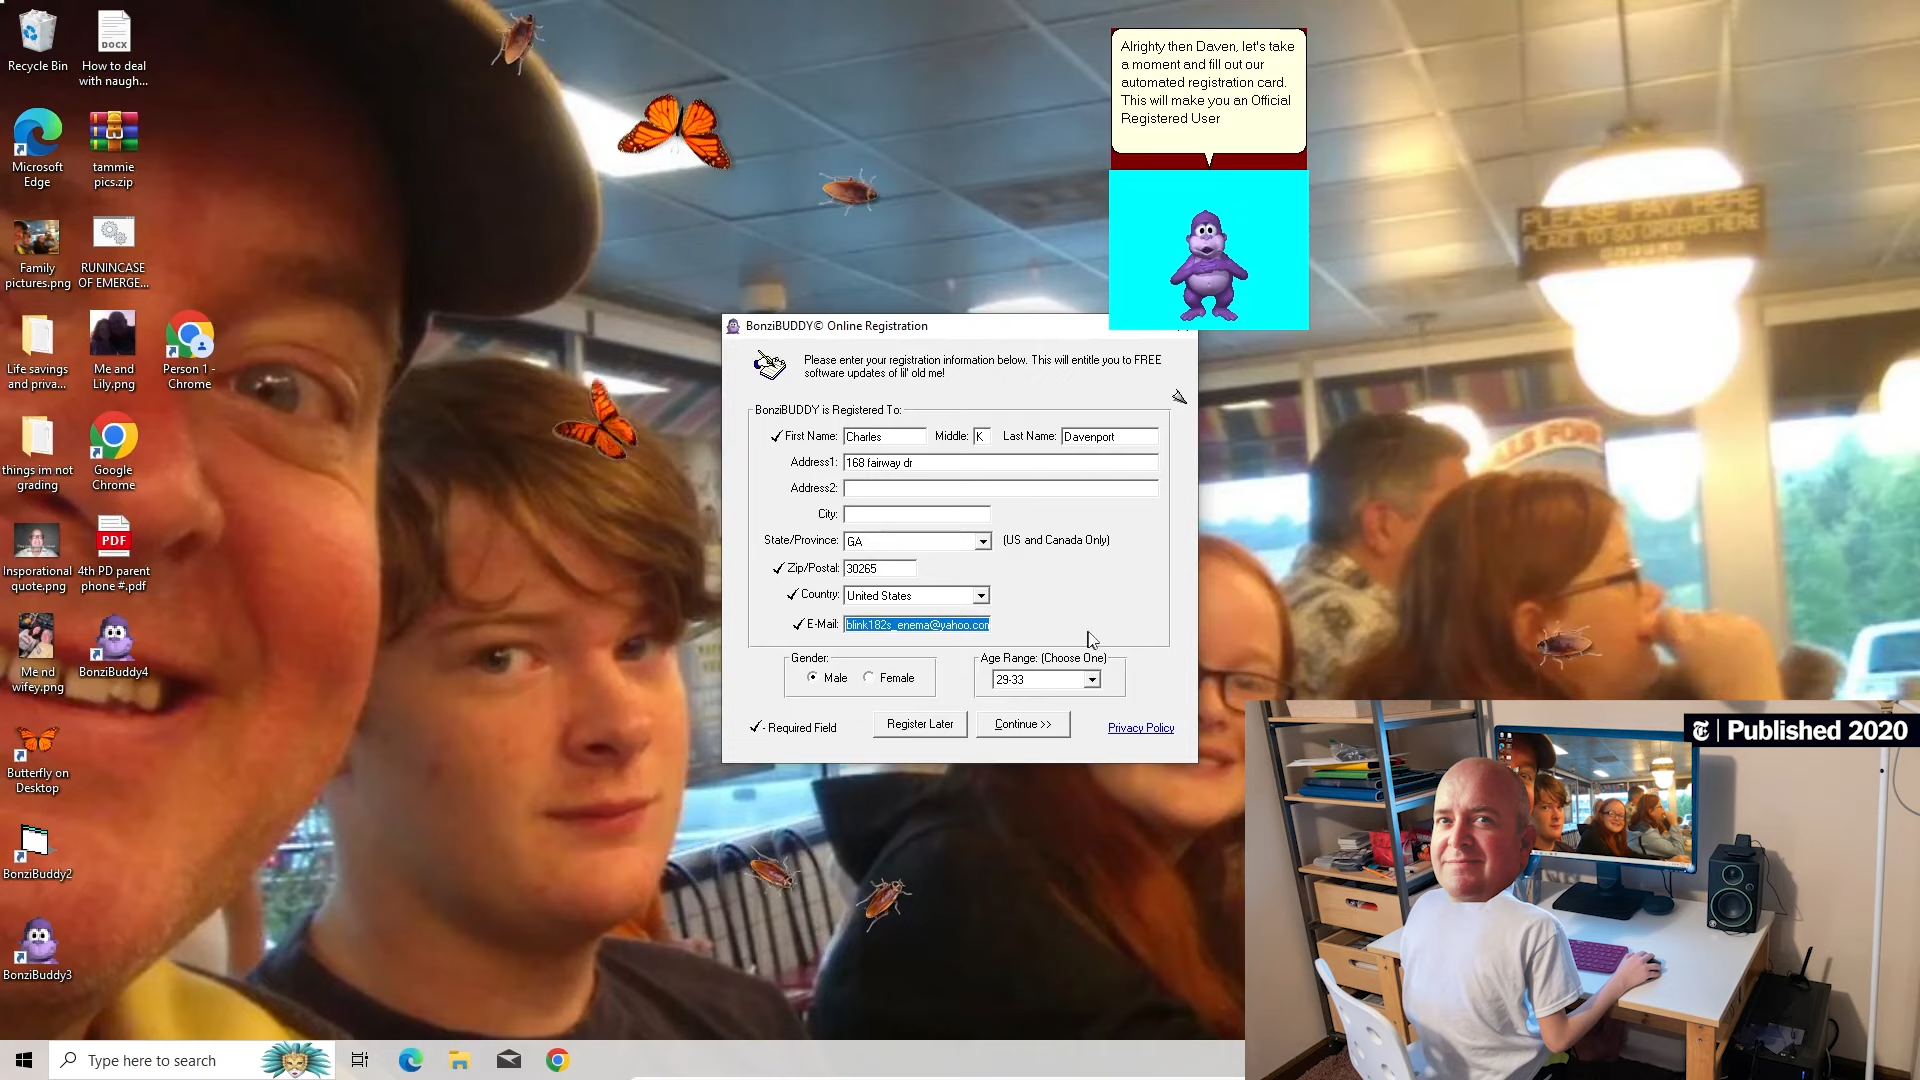 Recycle Bin
How to deal
with naugh...
Microsoft
Edge
tammie
pics.zip
Family
pictures.png
RUNINCASE
OF EMERGE...
Life savings
and priva...
Me and
Lily.png
Person 1 -
Chrome
things im not
grading
Google
Chrome
Insporational
quote.png
4th PD parent
phone #.pdf
Me nd
wifey.png
BonziBuddy4
Butterfly on
Desktop
BonziBuddy2
BonziBuddy3
DOCX
PDF
Alrighty then Daven, let's take
a moment and fill out our
automated registration card.
This will make you an Official
Registered User
PLEASE PAY HERE
PLACE TO GO ORDERS HERE
BonziBUDDY© Online Registration
Please enter your registration information below. This will entitle you to FREE
software updates of lil' old me!
BonziBUDDY is Registered To:
First Name: Charles Middle: K Last Name: Davenport
Address1: 168 fairway dr
Address2:
City:
State/Province: GA (US and Canada Only)
Zip/Postal: 30265
Country: United States
E-Mail: blink182s_enema@yahoo.com
Gender:
Male Female
Age Range: (Choose One)
29-33
- Required Field
Register Later
Continue >>
Privacy Policy
Published 2020
Type here to search